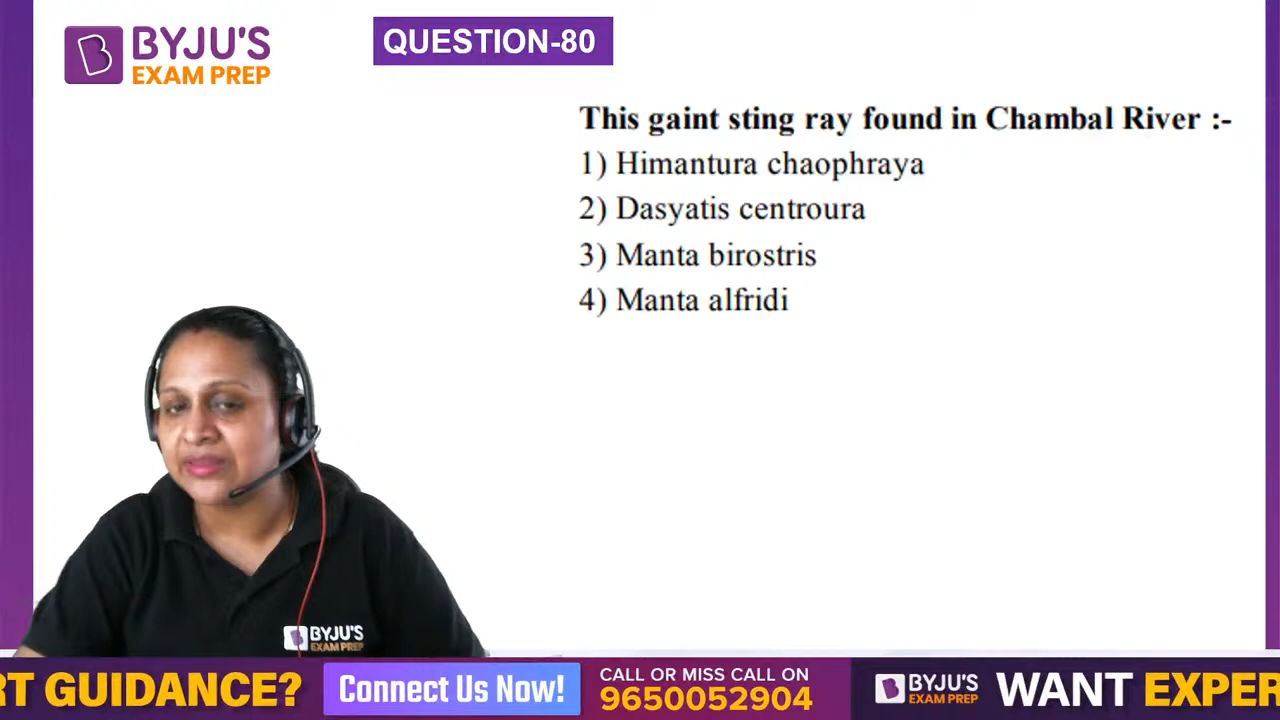 BYJU'S
EXAM PREP
QUESTION-80
This gaint sting ray found in Chambal River :-
1) Himantura chaophraya
2) Dasyatis centroura
3) Manta birostris
4) Manta alfridi
BYJU'S
EXAM PREP
RT GUIDANCE?
Connect Us Now!
CALL OR MISS CALL ON
9650052904
BYJU'S
EXAM PREP
WANT EXPER